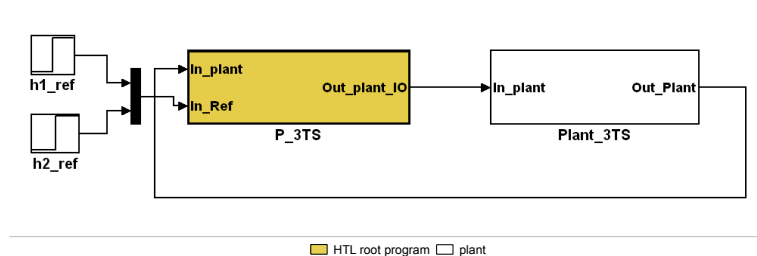 h1_ref
h2_ref
In_plant
In_Ref
Out_plant_IO
P_3TS
In_plant
Out_Plant
Plant_3TS
HTL root program
plant